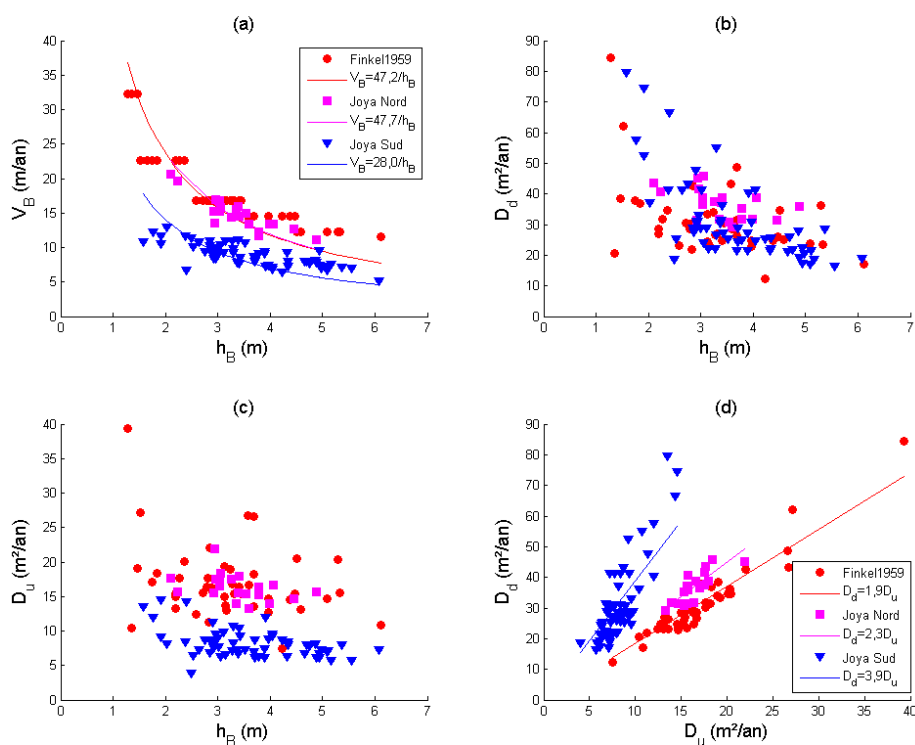 (a)
V_B (m/an)
40
35
30
25
20
15
10
5
0
0 1 2 3 4 5 6 7
h_B (m)
Finkel1959
V_B=47,2/h_B
Joya Nord
V_B=47,7/h_B
Joya Sud
V_B=28,0/h_B
(b)
D_d (m²/an)
90
80
70
60
50
40
30
20
10
0
0 1 2 3 4 5 6 7
h_B (m)
(c)
D_u (m²/an)
40
35
30
25
20
15
10
5
0
0 1 2 3 4 5 6 7
h_B (m)
(d)
D_d (m²/an)
90
80
70
60
50
40
30
20
10
0
0 5 10 15 20 25 30 35 40
D_u (m²/an)
Finkel1959
D_d=1,9D_u
Joya Nord
D_d=2,3D_u
Joya Sud
D_d=3,9D_u